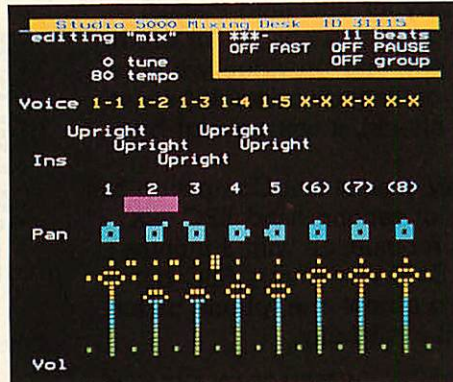 Studio 5000 Mixing Desk ID 31115
editing "mix" ***- 11 beats
OFF FAST OFF PAUSE
0 tune OFF group
80 tempo
Voice 1-1 1-2 1-3 1-4 1-5 X-X X-X X-X
Upright Upright
Upright Upright
Ins Upright
1 2 3 4 5 (6) (7) (8)
Pan
Vol